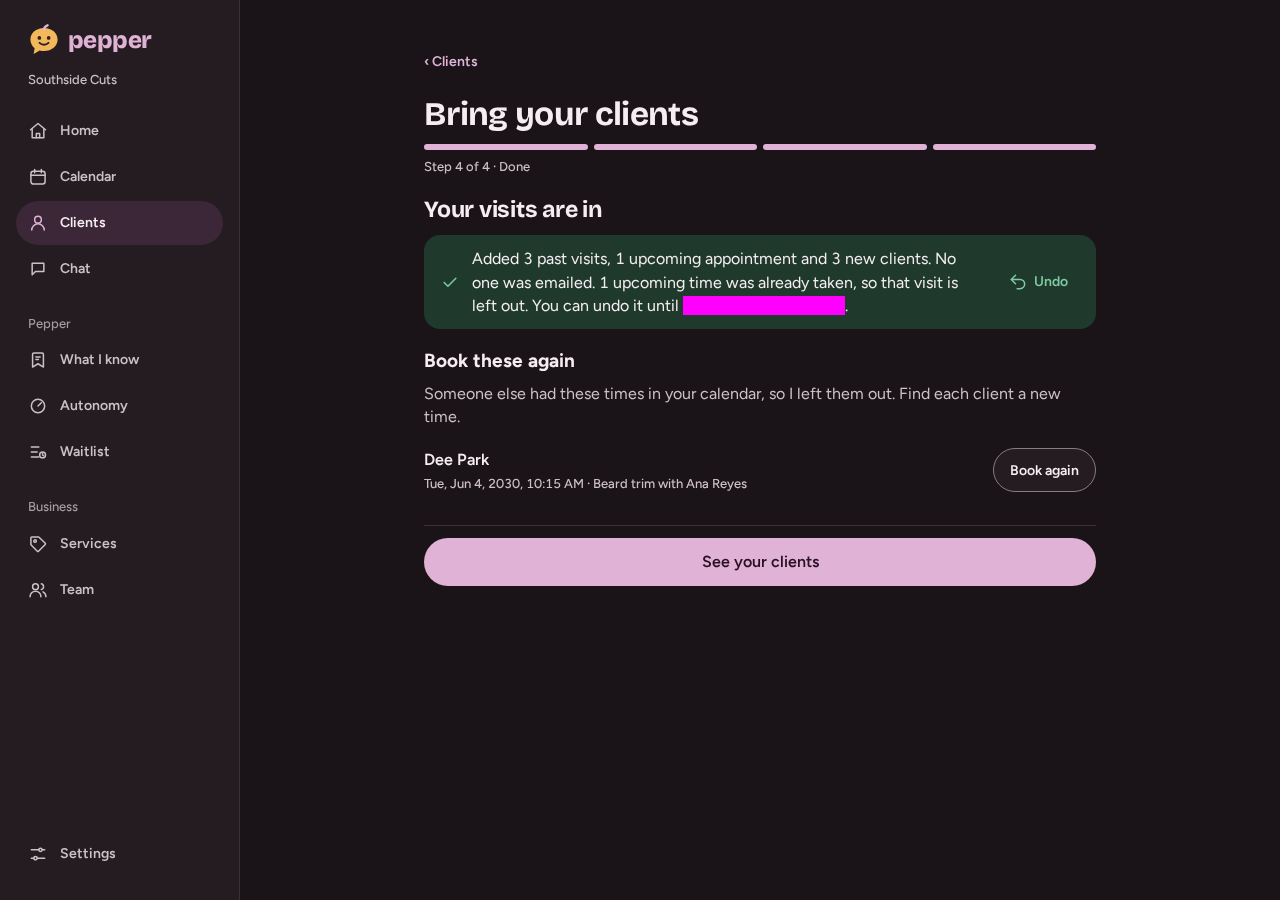 pepper
Southside Cuts
Home
Calendar
Clients
Chat
Pepper
What I know
Autonomy
Waitlist
Business
Services
Team
Settings
‹ Clients
Bring your clients
Step 4 of 4 · Done
Your visits are in
Added 3 past visits, 1 upcoming appointment and 3 new clients. No
one was emailed. 1 upcoming time was already taken, so that visit is
left out. You can undo it until .
Undo
Book these again
Someone else had these times in your calendar, so I left them out. Find each client a new
time.
Dee Park
Tue, Jun 4, 2030, 10:15 AM · Beard trim with Ana Reyes
Book again
See your clients